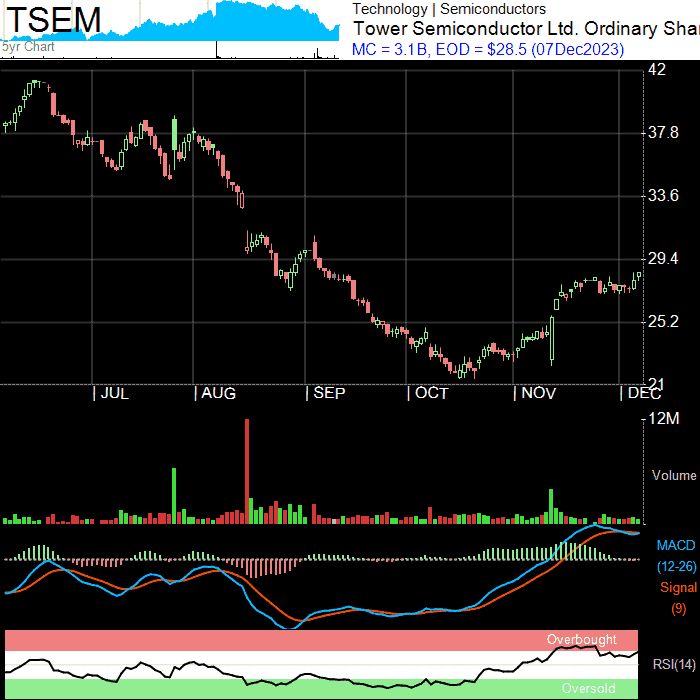 TSEM
5yr Chart
Technology | Semiconductors
Tower Semiconductor Ltd. Ordinary Shar
MC = 3.1B, EOD = $28.5 (07Dec2023)
42
37.8
33.6
29.4
25.2
21
JUL AUG SEP OCT NOV DEC
12M
Volume
MACD
(12-26)
Signal
(9)
Overbought
RSI(14)
Oversold